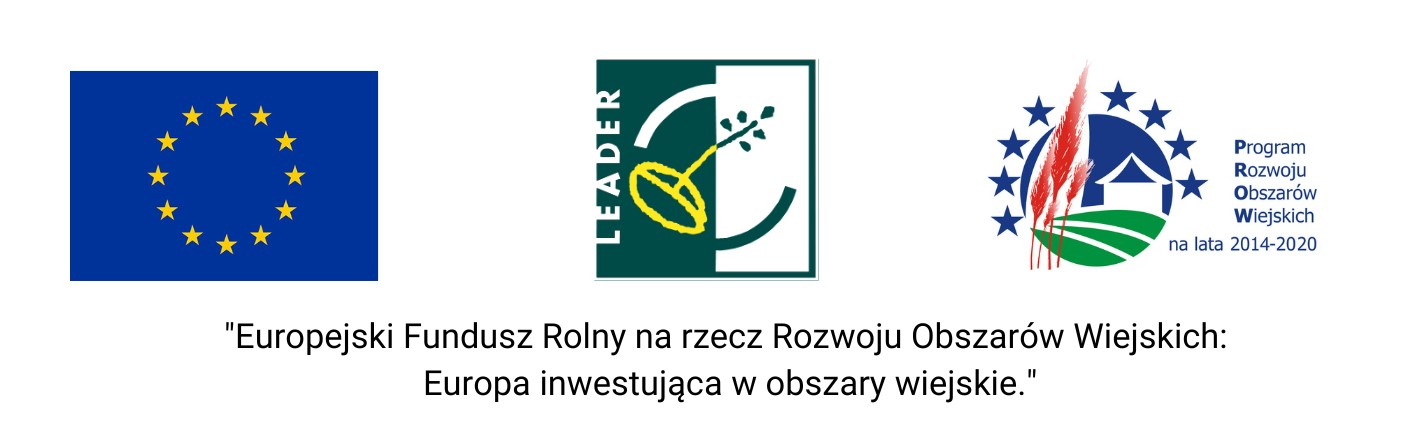 LEADER
Program
Rozwoju
Obszarów
Wiejskich
na lata 2014-2020
"Europejski Fundusz Rolny na rzecz Rozwoju Obszarów Wiejskich:
Europa inwestująca w obszary wiejskie."